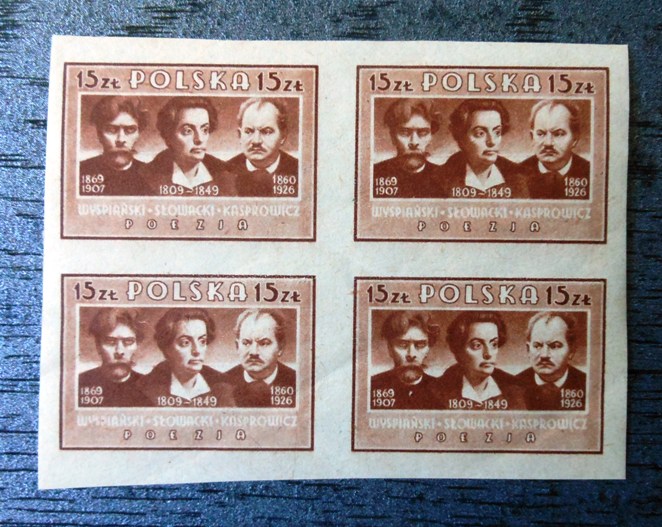 15 ZŁ POLSKA 15 ZŁ
1869 1907 1809–1849 1860 1926
WYSPIAŃSKI • SŁOWACKI • KASPROWICZ
POEZJA
15 ZŁ POLSKA 15 ZŁ
1869 1907 1809–1849 1860 1926
WYSPIAŃSKI • SŁOWACKI • KASPROWICZ
POEZJA
15 ZŁ POLSKA 15 ZŁ
1869 1907 1809–1849 1860 1926
WYSPIAŃSKI • SŁOWACKI • KASPROWICZ
POEZJA
15 ZŁ POLSKA 15 ZŁ
1869 1907 1809–1849 1860 1926
WYSPIAŃSKI • SŁOWACKI • KASPROWICZ
POEZJA